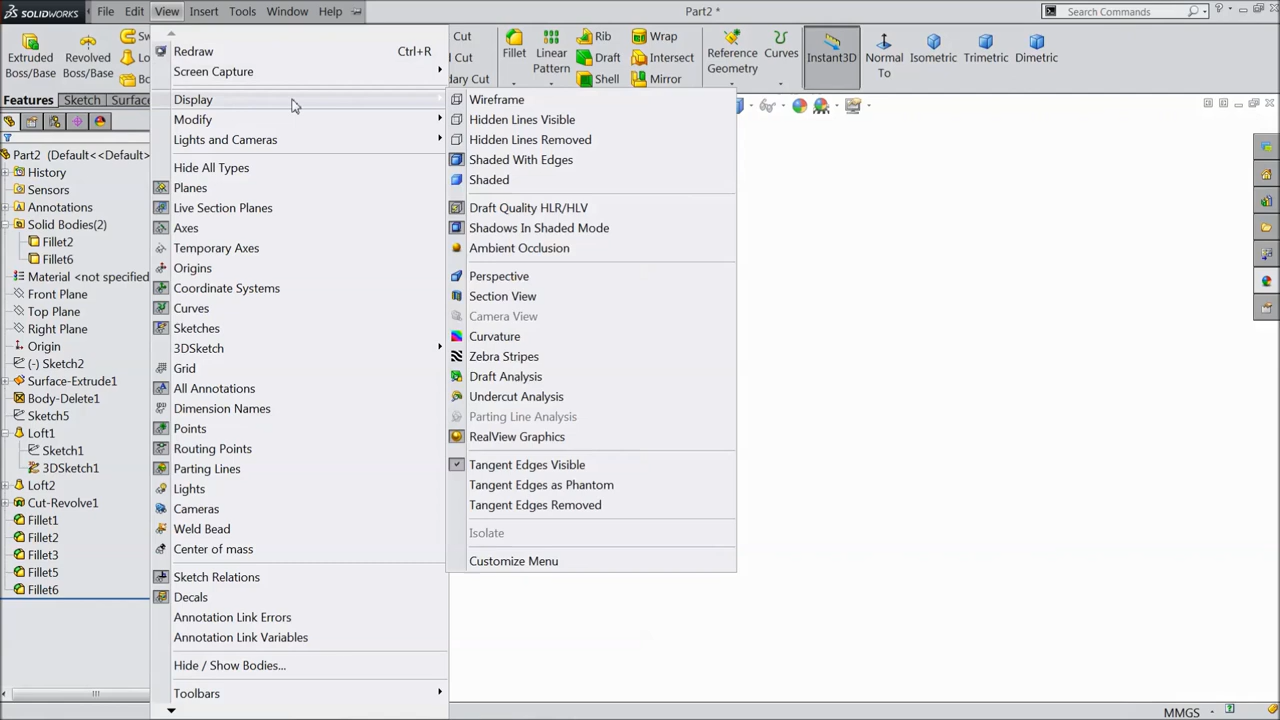 SOLIDWORKS File Edit View Insert Tools Window Help Part2 * Search Commands ?
Extruded Boss/Base
Revolved Boss/Base
Cut
Cut
Fillet
Linear Pattern
Rib
Draft
Shell
Wrap
Intersect
Mirror
Reference Geometry
Curves
Instant3D
Normal To
Isometric
Trimetric
Dimetric
Features Sketch
Part2 (Default<<Default>
History
Sensors
Annotations
Solid Bodies(2)
Fillet2
Fillet6
Material <not specified
Front Plane
Top Plane
Right Plane
Origin
(-) Sketch2
Surface-Extrude1
Body-Delete1
Sketch5
Loft1
Sketch1
3DSketch1
Loft2
Cut-Revolve1
Fillet1
Fillet2
Fillet3
Fillet5
Fillet6
Redraw Ctrl+R
Screen Capture
Display
Modify
Lights and Cameras
Hide All Types
Planes
Live Section Planes
Axes
Temporary Axes
Origins
Coordinate Systems
Curves
Sketches
3DSketch
Grid
All Annotations
Dimension Names
Points
Routing Points
Parting Lines
Lights
Cameras
Weld Bead
Center of mass
Sketch Relations
Decals
Annotation Link Errors
Annotation Link Variables
Hide / Show Bodies...
Toolbars
Wireframe
Hidden Lines Visible
Hidden Lines Removed
Shaded With Edges
Shaded
Draft Quality HLR/HLV
Shadows In Shaded Mode
Ambient Occlusion
Perspective
Section View
Camera View
Curvature
Zebra Stripes
Draft Analysis
Undercut Analysis
Parting Line Analysis
RealView Graphics
Tangent Edges Visible
Tangent Edges as Phantom
Tangent Edges Removed
Isolate
Customize Menu
MMGS